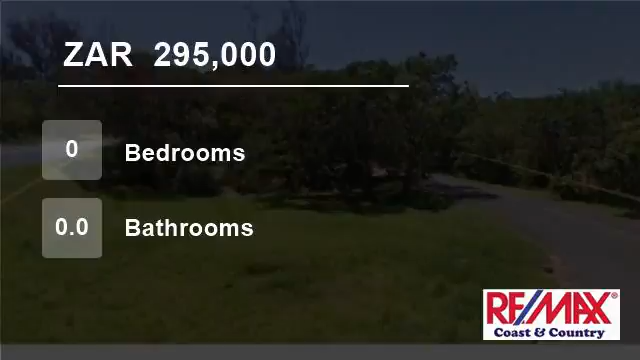 ZAR 295,000
0 Bedrooms
0.0 Bathrooms
RE/MAX®
Coast & Country